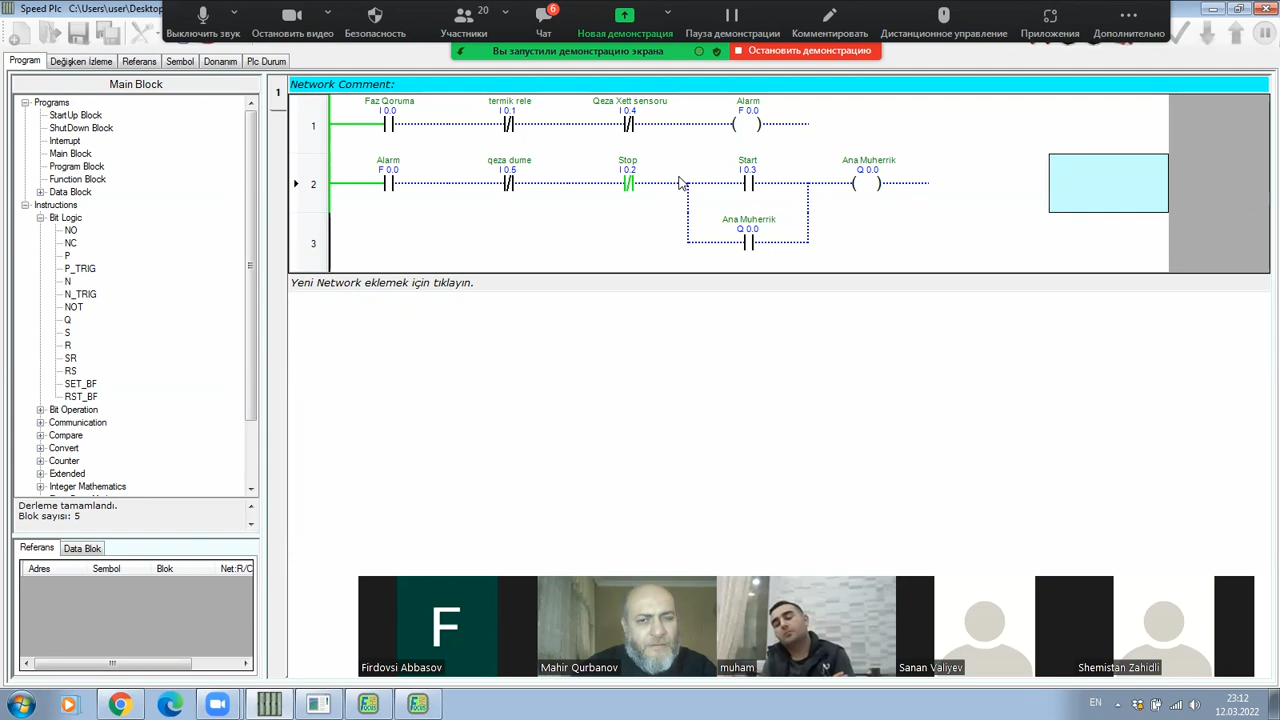 Speed Plc C:\Users\user\Desktop
Выключить звук
Остановить видео
Безопасность
20
Участники
6
Чат
Новая демонстрация
Пауза демонстрации
Комментировать
Дистанционное управление
Приложения
Дополнительно
Вы запустили демонстрацию экрана
Остановить демонстрацию
Program
Değişken İzleme
Referans
Sembol
Donanım
Plc Durum
Main Block
Programs
StartUp Block
ShutDown Block
Interrupt
Main Block
Program Block
Function Block
Data Block
Instructions
Bit Logic
NO
NC
P
P_TRIG
N
N_TRIG
NOT
Q
S
R
SR
RS
SET_BF
RST_BF
Bit Operation
Communication
Compare
Convert
Counter
Extended
Integer Mathematics
Derleme tamamlandı.
Blok sayısı: 5
Referans
Data Blok
Adres
Sembol
Blok
Net:R/C
1
Network Comment:
Faz Qoruma
termik rele
Qeza Xett sensoru
Alarm
I 0.0
I 0.1
I 0.4
F 0.0
1
Alarm
qeza dume
Stop
Start
Ana Muherrik
F 0.0
I 0.5
I 0.2
I 0.3
Q 0.0
2
Ana Muherrik
Q 0.0
3
Yeni Network eklemek için tıklayın.
F
Firdovsi Abbasov
Mahir Qurbanov
muham
Sanan Valiyev
Shemistan Zahidli
FOCUS
FOCUS
EN
23:12
12.03.2022